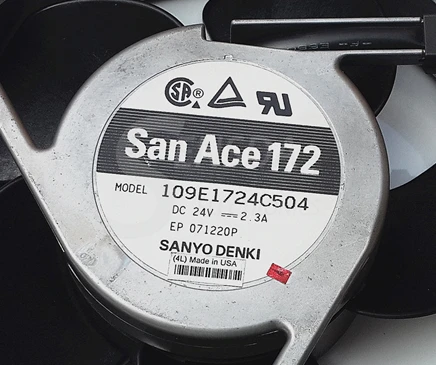 San Ace 172
MODEL 109E1724C504
DC 24V ⎓ 2.3A
EP 071220P
SANYO DENKI
(4L) Made in USA